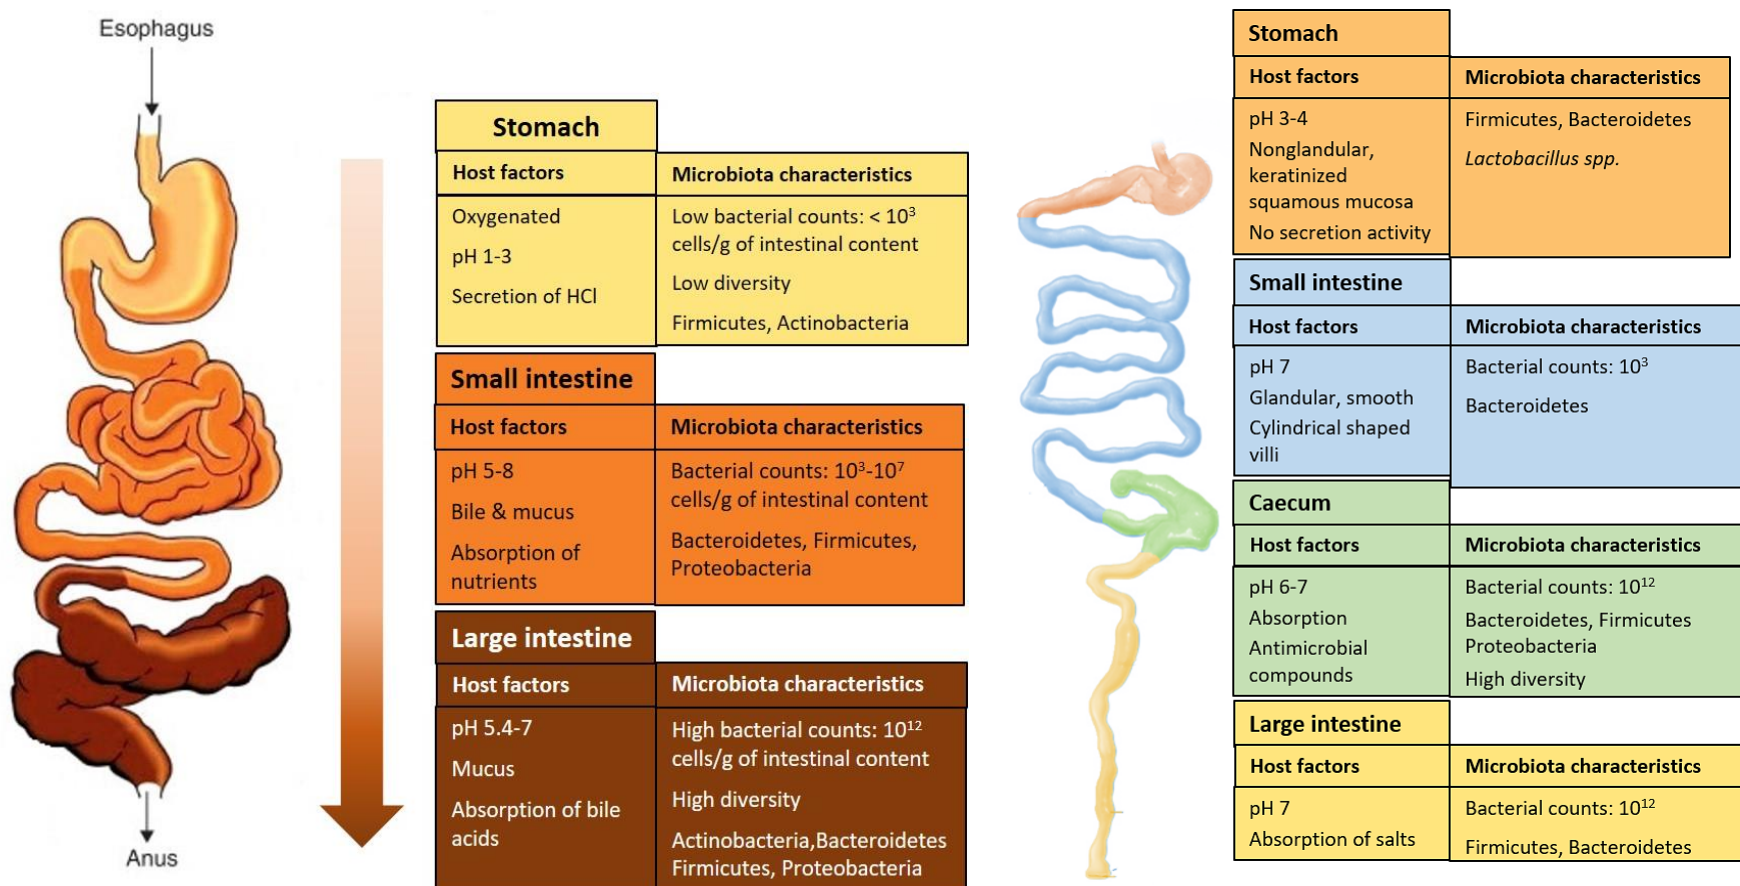 Esophagus
Anus
Stomach
Host factors
Microbiota characteristics
Oxygenated
pH 1-3
Secretion of HCl
Low bacterial counts: < 10³
cells/g of intestinal content
Low diversity
Firmicutes, Actinobacteria
Small intestine
Host factors
Microbiota characteristics
pH 5-8
Bile & mucus
Absorption of
nutrients
Bacterial counts: 10³-10⁷
cells/g of intestinal content
Bacteroidetes, Firmicutes,
Proteobacteria
Large intestine
Host factors
Microbiota characteristics
pH 5.4-7
Mucus
Absorption of bile
acids
High bacterial counts: 10¹²
cells/g of intestinal content
High diversity
Actinobacteria,Bacteroidetes
Firmicutes, Proteobacteria
Stomach
Host factors
Microbiota characteristics
pH 3-4
Nonglandular,
keratinized
squamous mucosa
No secretion activity
Firmicutes, Bacteroidetes
Lactobacillus spp.
Small intestine
Host factors
Microbiota characteristics
pH 7
Glandular, smooth
Cylindrical shaped
villi
Bacterial counts: 10³
Bacteroidetes
Caecum
Host factors
Microbiota characteristics
pH 6-7
Absorption
Antimicrobial
compounds
Bacterial counts: 10¹²
Bacteroidetes, Firmicutes
Proteobacteria
High diversity
Large intestine
Host factors
Microbiota characteristics
pH 7
Absorption of salts
Bacterial counts: 10¹²
Firmicutes, Bacteroidetes